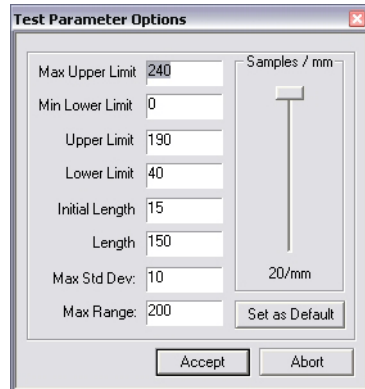 Test Parameter Options
Max Upper Limit 240
Min Lower Limit 0
Upper Limit 190
Lower Limit 40
Initial Length 15
Length 150
Max Std Dev: 10
Max Range: 200
Samples / mm
20/mm
Set as Default
Accept Abort